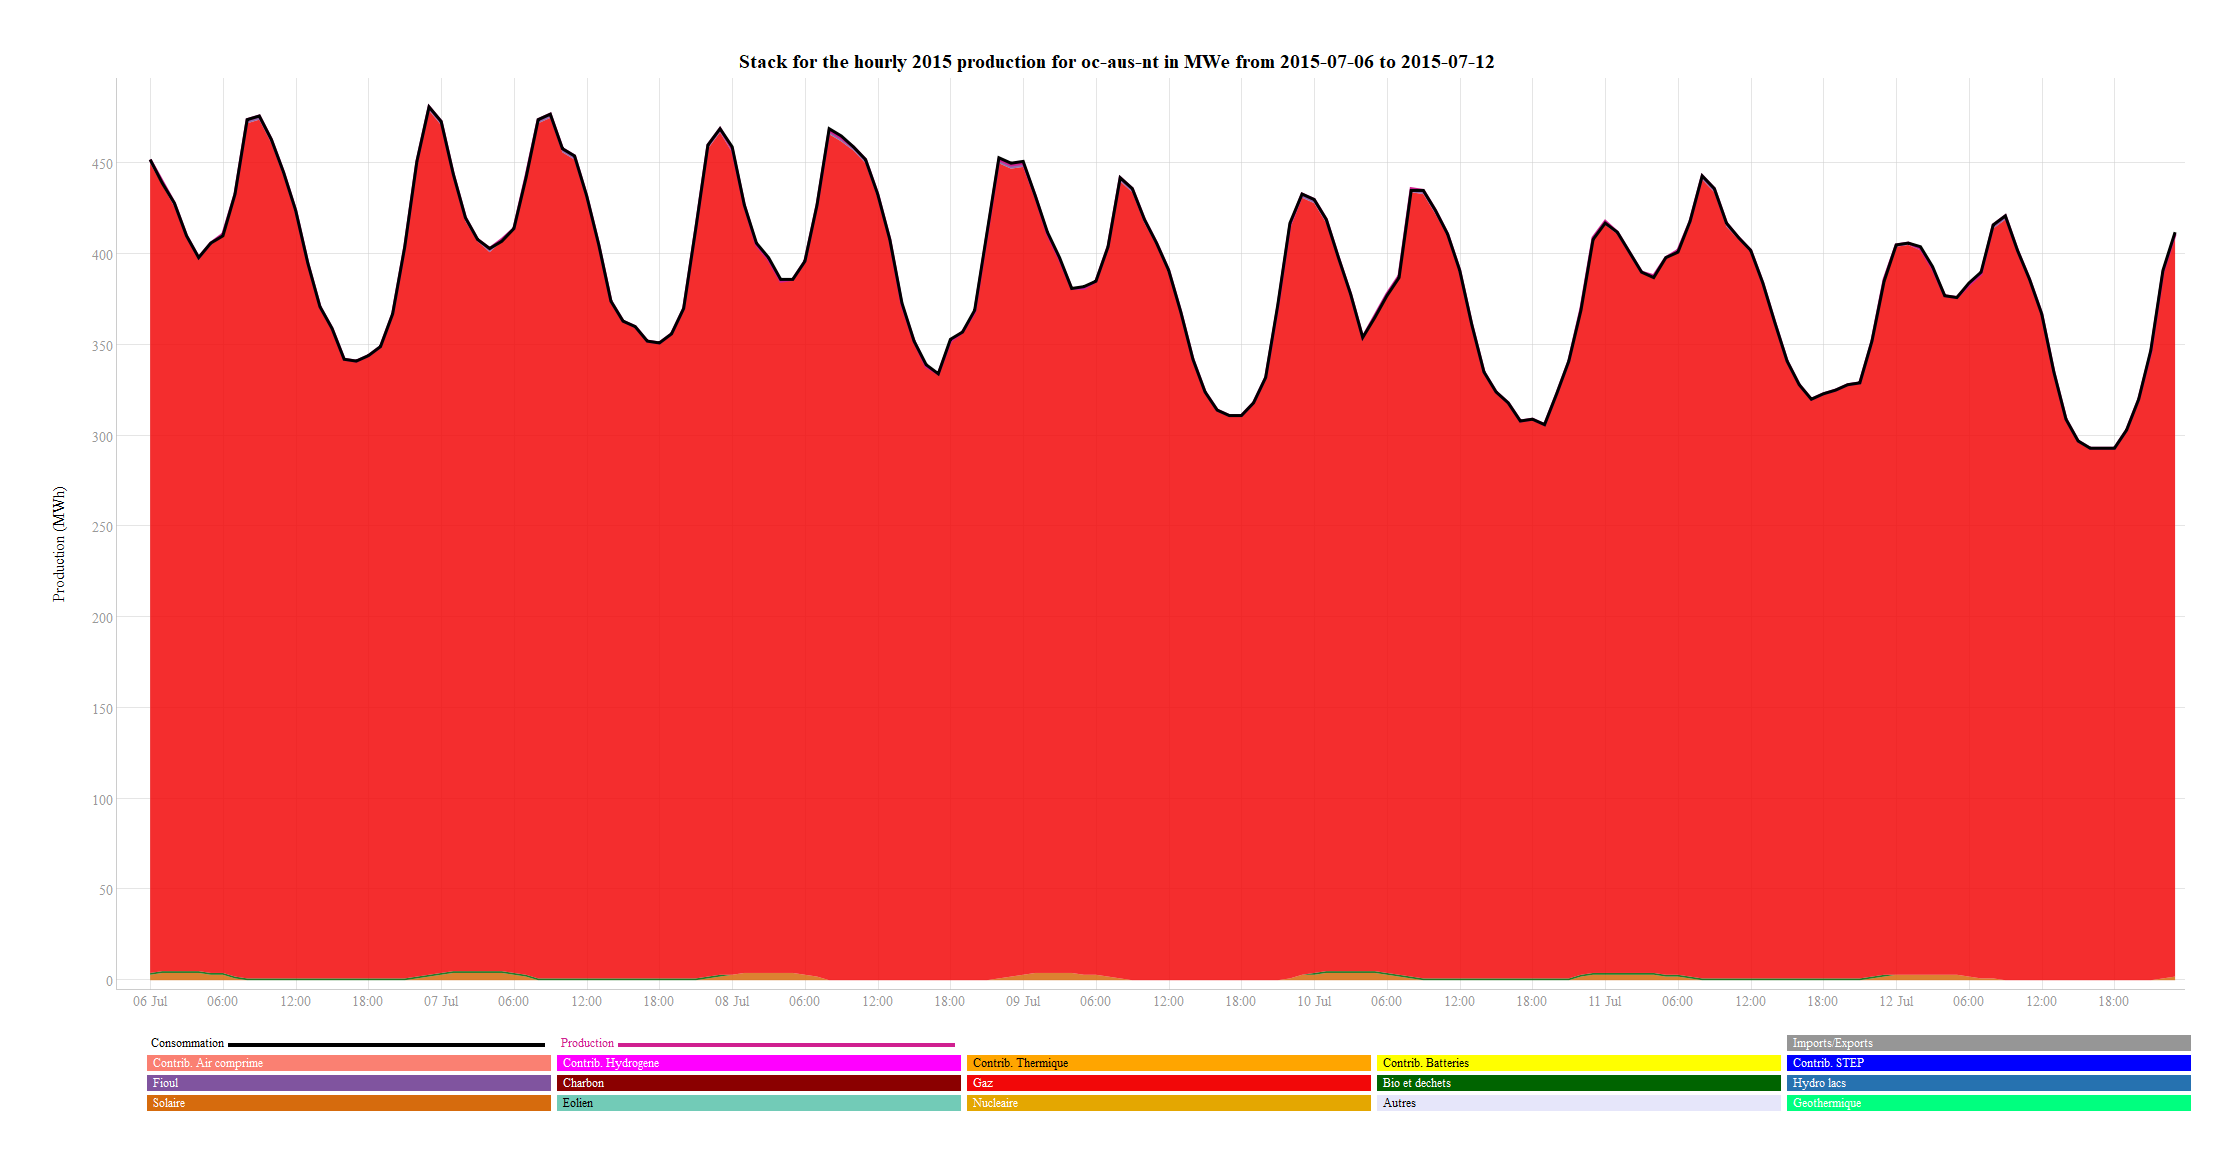 Stack for the hourly 2015 production for oc-aus-nt in MWe from 2015-07-06 to 2015-07-12
Production (MWh)
450
400
350
300
250
200
150
100
50
0
06 Jul 06:00 12:00 18:00 07 Jul 06:00 12:00 18:00 08 Jul 06:00 12:00 18:00 09 Jul 06:00 12:00 18:00 10 Jul 06:00 12:00 18:00 11 Jul 06:00 12:00 18:00 12 Jul 06:00 12:00 18:00
Consommation Production Imports/Exports
Contrib. Air comprime Contrib. Hydrogene Contrib. Thermique Contrib. Batteries Contrib. STEP
Fioul Charbon Gaz Bio et dechets Hydro lacs
Solaire Eolien Nucleaire Autres Geothermique